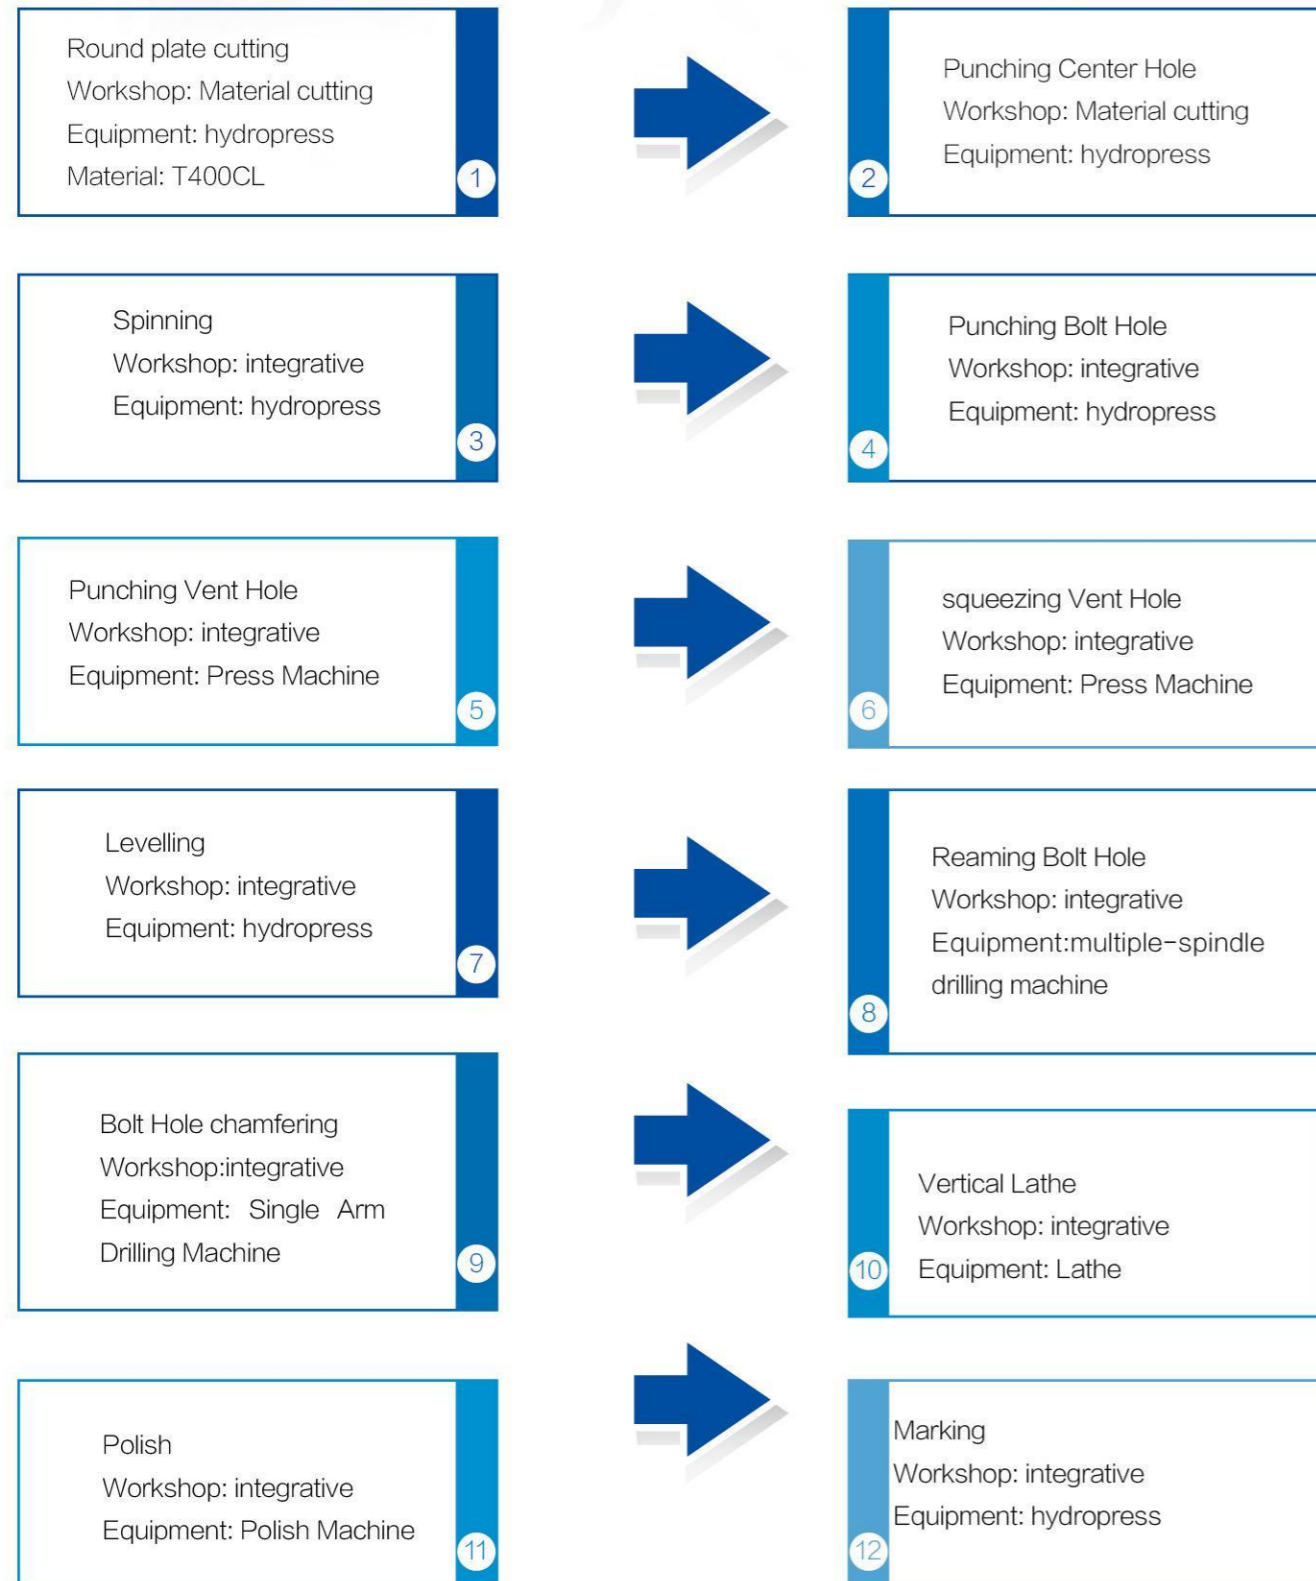 Round plate cutting
Workshop: Material cutting
Equipment: hydropress
Material: T400CL
1
Punching Center Hole
Workshop: Material cutting
Equipment: hydropress
2
Spinning
Workshop: integrative
Equipment: hydropress
3
Punching Bolt Hole
Workshop: integrative
Equipment: hydropress
4
Punching Vent Hole
Workshop: integrative
Equipment: Press Machine
5
squeezing Vent Hole
Workshop: integrative
Equipment: Press Machine
6
Levelling
Workshop: integrative
Equipment: hydropress
7
Reaming Bolt Hole
Workshop: integrative
Equipment:multiple-spindle
drilling machine
8
Bolt Hole chamfering
Workshop:integrative
Equipment: Single Arm
Drilling Machine
9
Vertical Lathe
Workshop: integrative
Equipment: Lathe
10
Polish
Workshop: integrative
Equipment: Polish Machine
11
Marking
Workshop: integrative
Equipment: hydropress
12